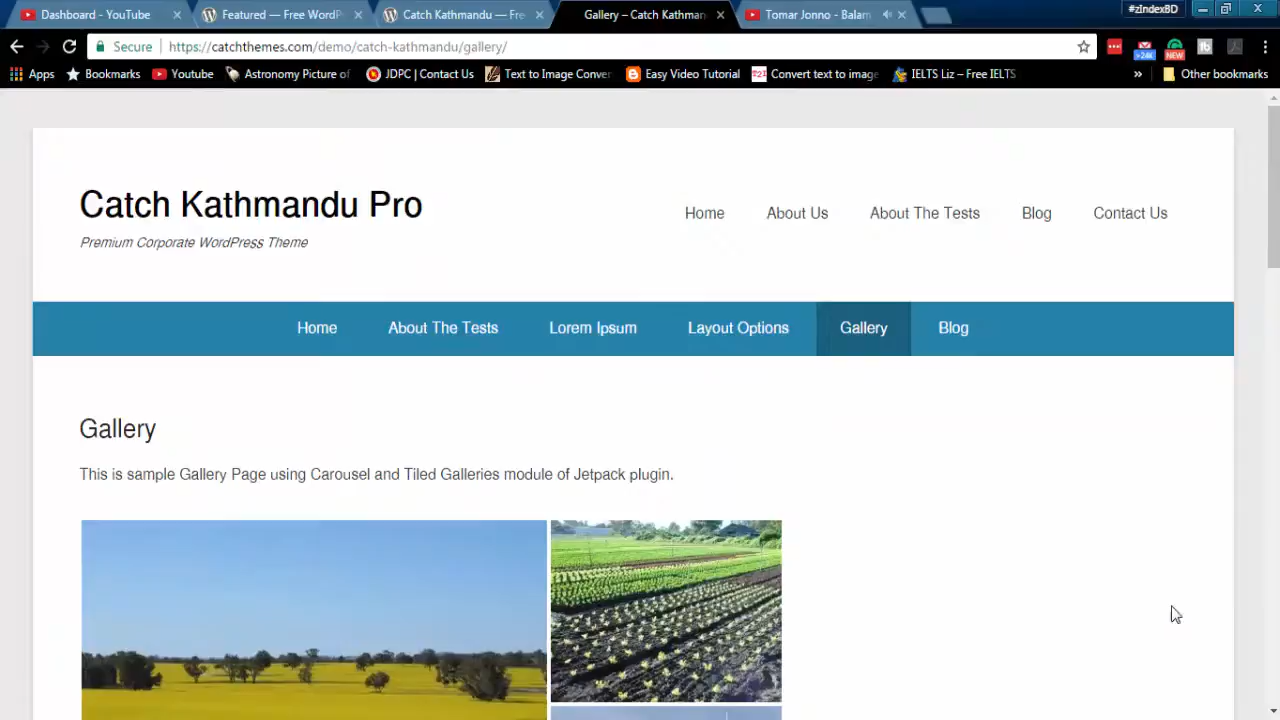 Dashboard - YouTube
Featured — Free WordP
Catch Kathmandu — Fre
Gallery – Catch Kathman
Tomar Jonno - Balam
#zIndexBD
Secure
https://catchthemes.com/demo/catch-kathmandu/gallery/
+24K
NEW
Apps
Bookmarks
Youtube
Astronomy Picture of
JDPC | Contact Us
Text to Image Conver
Easy Video Tutorial
T2I
Convert text to image
IELTS Liz – Free IELTS
»
Other bookmarks
Catch Kathmandu Pro
Premium Corporate WordPress Theme
Home
About Us
About The Tests
Blog
Contact Us
Home
About The Tests
Lorem Ipsum
Layout Options
Gallery
Blog
Gallery
This is sample Gallery Page using Carousel and Tiled Galleries module of Jetpack plugin.